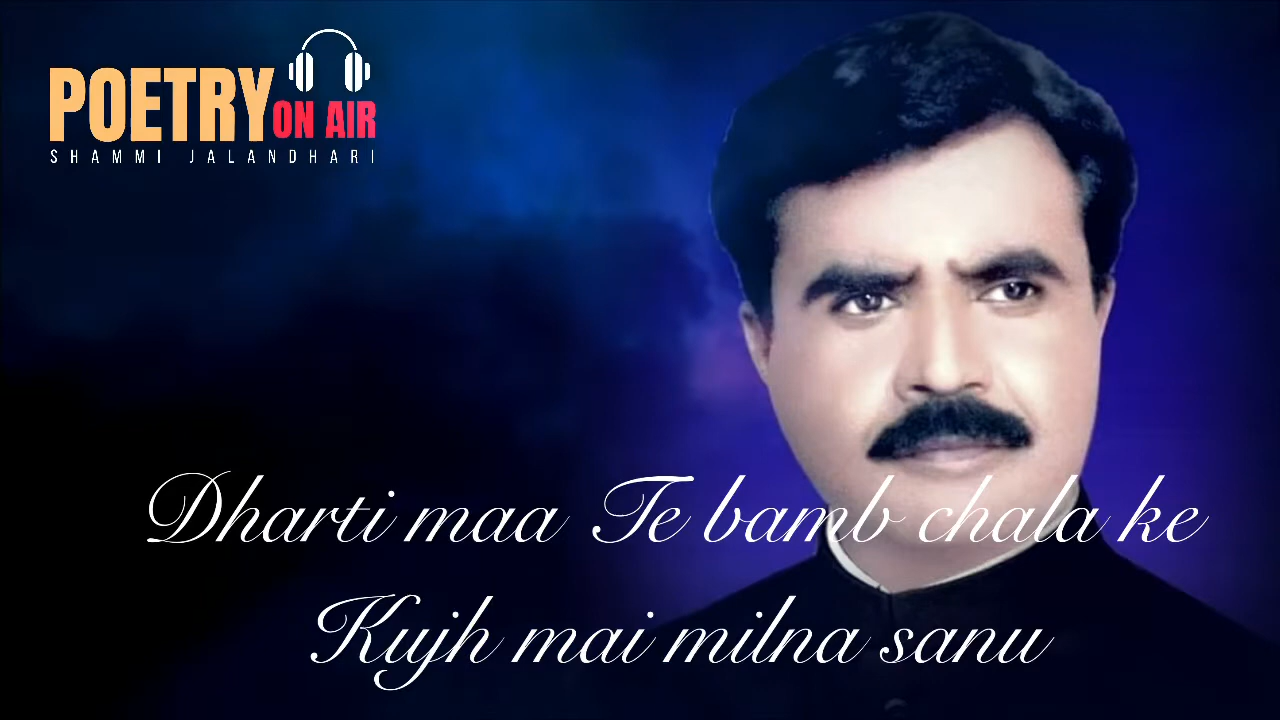 POETRY ON AIR
SHAMMI JALANDHARI
Dharti maa Te bamb chala ke
Kujh mai milna sanu